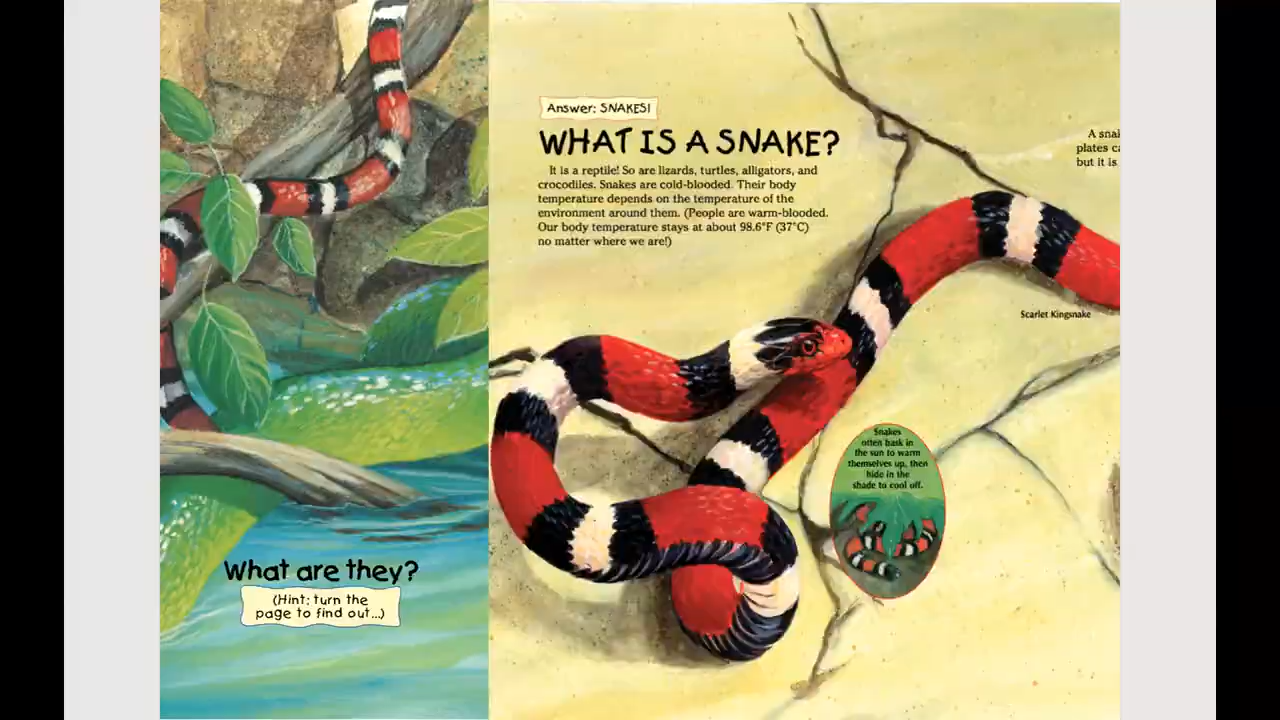 What are they?
(Hint: turn the
page to find out...)
Answer: SNAKES!
WHAT IS A SNAKE?
It is a reptile! So are lizards, turtles, alligators, and
crocodiles. Snakes are cold-blooded. Their body
temperature depends on the temperature of the
environment around them. (People are warm-blooded.
Our body temperature stays at about 98.6°F (37°C)
no matter where we are!)
Scarlet Kingsnake
Snakes
often bask in
the sun to warm
themselves up, then
hide in the
shade to cool off.
A snai
plates ca
but it is